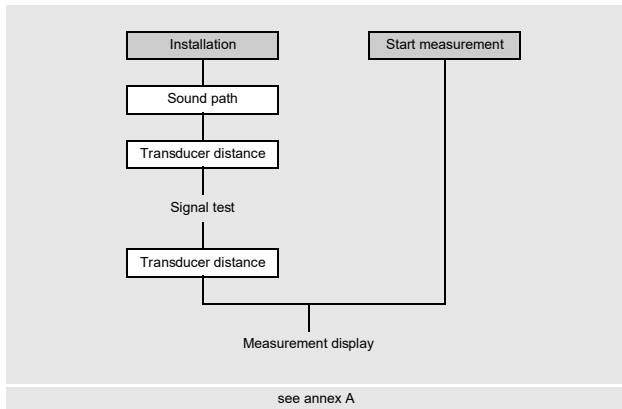 Installation
Start measurement
Sound path
Transducer distance
Signal test
Transducer distance
Measurement display
see annex A